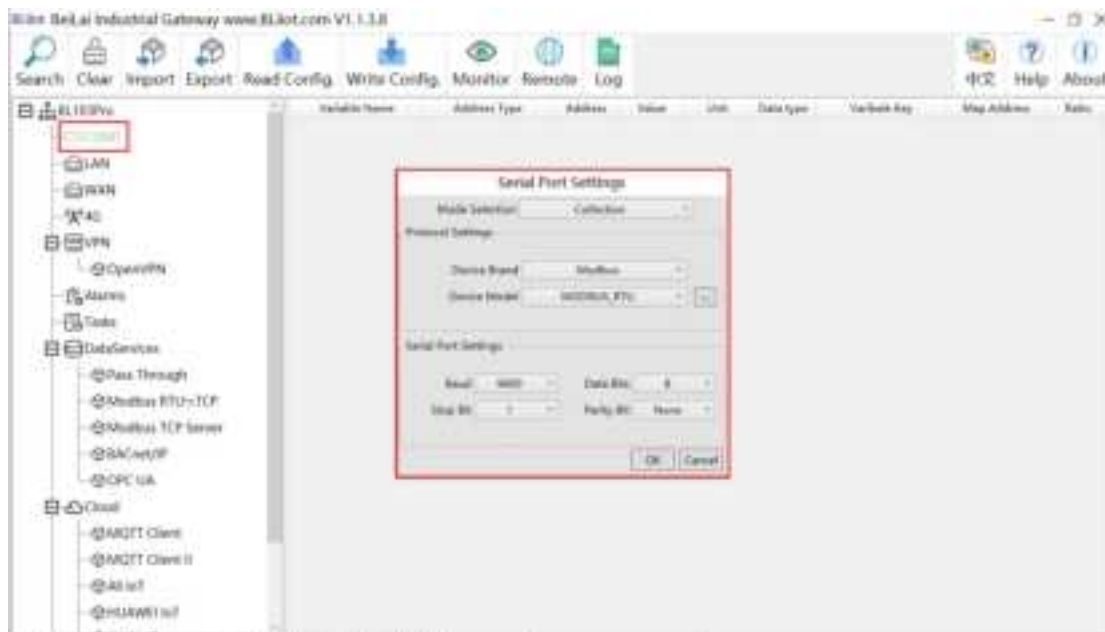 BeiLai Industrial Gateway www.BLiiot.com V1.1.3.8
Search Clear Import Export Read Config Write Config Monitor Remote Log 中文 Help About
Variable Name Address Type Address Value Unit Data type Map Address Ratio
BL103Pro
LAN
WAN
4G
VPN
OpenVPN
Alarms
Tasks
DataServices
Pass Through
Modbus RTU=>TCP
Modbus TCP Server
BACnet/IP
OPC UA
Cloud
MQTT Client
MQTT Client II
Ali IoT
HUAWEI IoT
Serial Port Settings
Mode Selection Collection
Protocol Settings
Device Brand Modbus
Device Model MODBUS_RTU
Serial Port Settings
Baud 9600 Data Bits 8
Stop Bit 1 Parity Bit None
OK Cancel